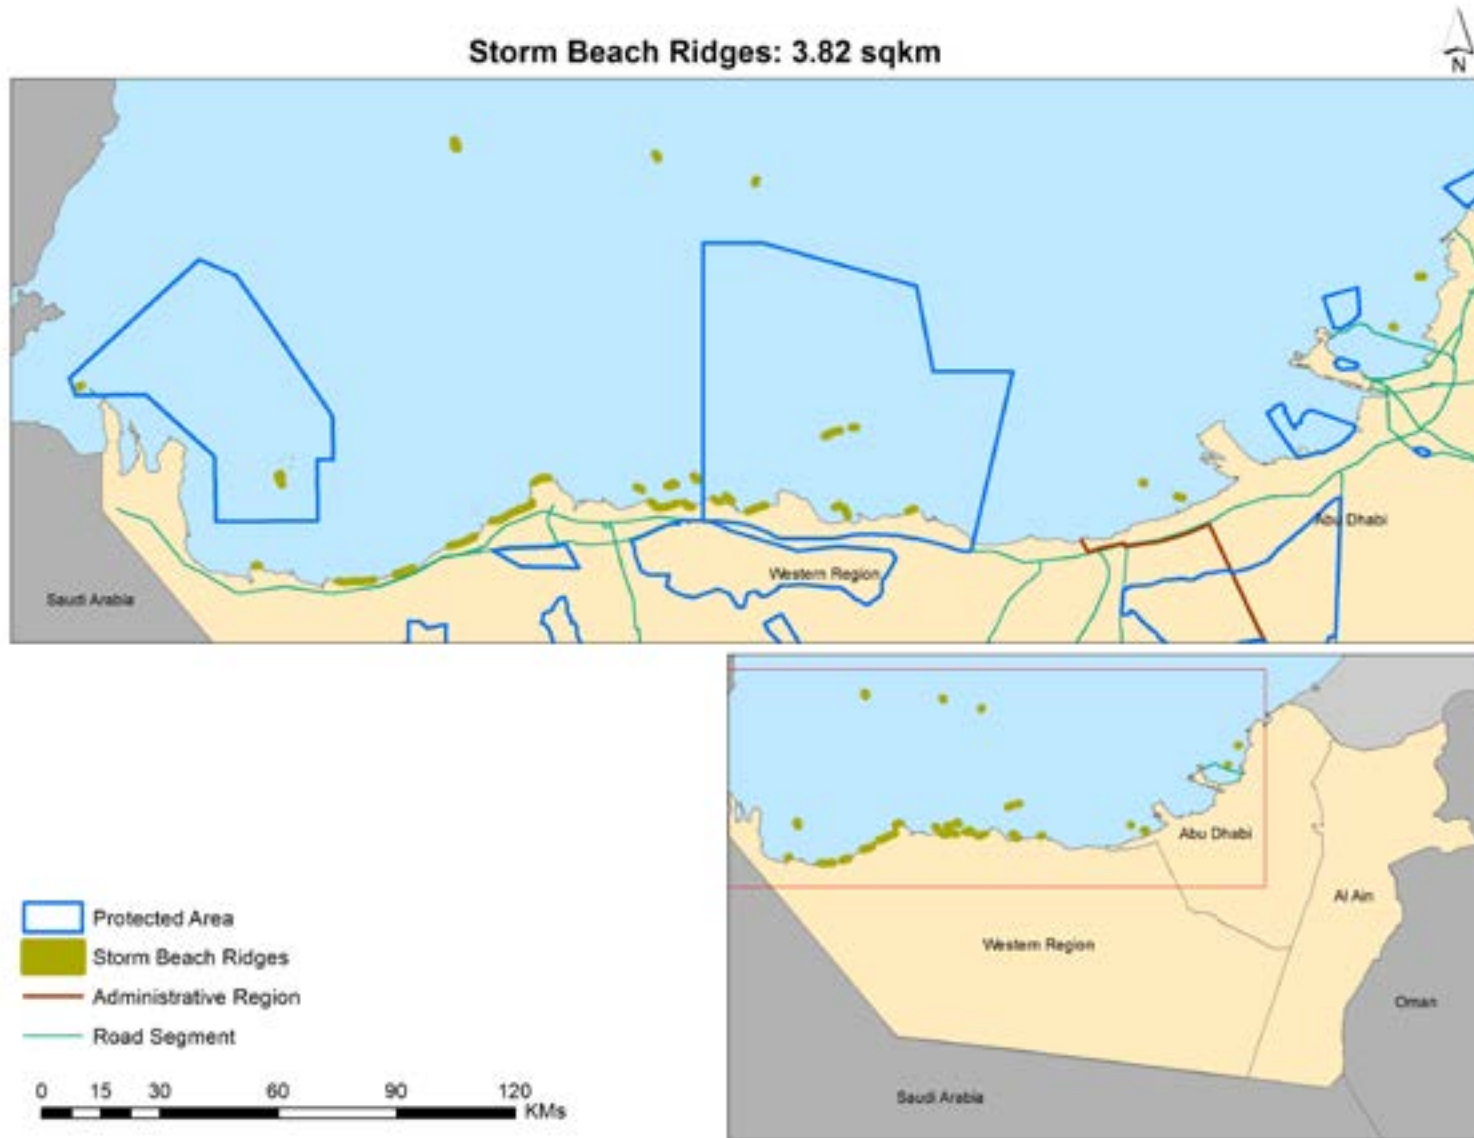 Storm Beach Ridges: 3.82 sqkm
N
Abu Dhabi
Western Region
Saudi Arabia
Abu Dhabi
Al Ain
Western Region
Oman
Saudi Arabia
Protected Area
Storm Beach Ridges
Administrative Region
Road Segment
0 15 30 60 90 120
KMs